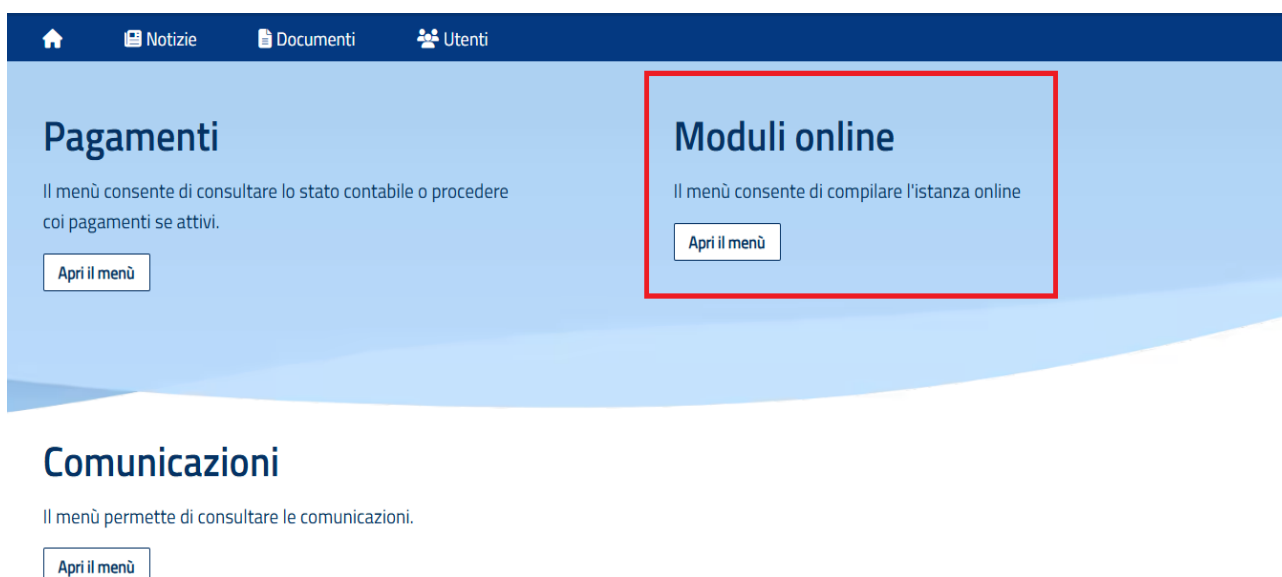 Notizie Documenti Utenti
Pagamenti
Il menù consente di consultare lo stato contabile o procedere
coi pagamenti se attivi.
Apri il menù
Moduli online
Il menù consente di compilare l'istanza online
Apri il menù
Comunicazioni
Il menù permette di consultare le comunicazioni.
Apri il menù